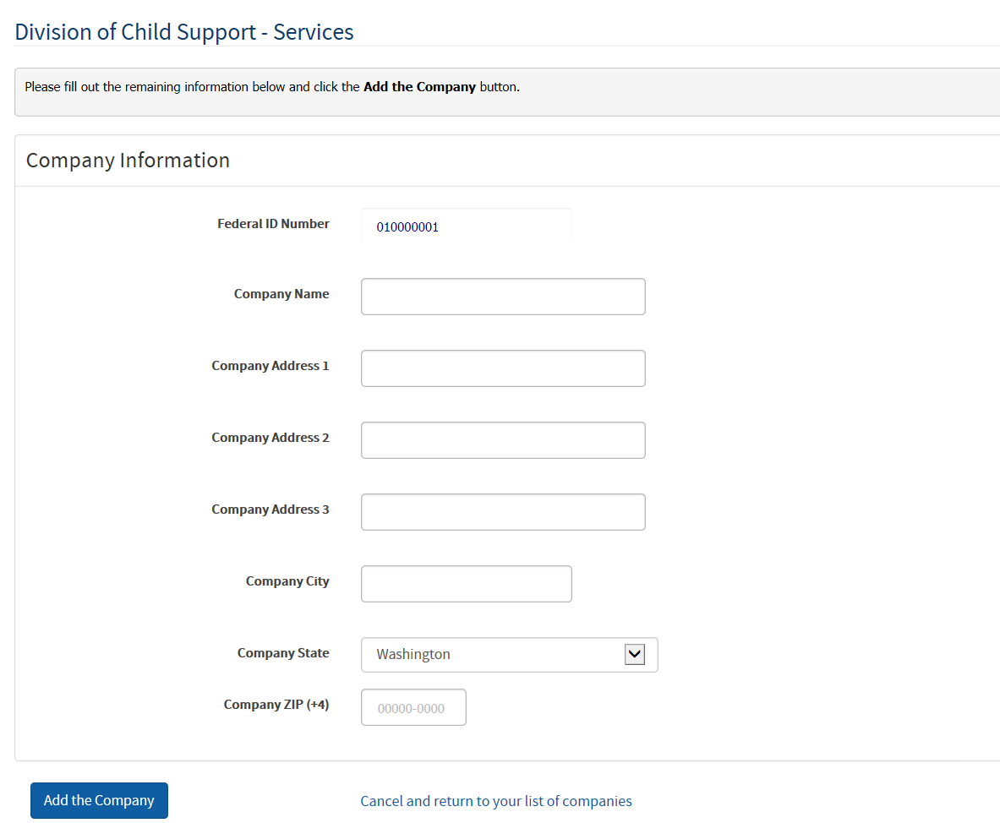 Division of Child Support - Services
Please fill out the remaining information below and click the Add the Company button.
Company Information
Federal ID Number 010000001
Company Name
Company Address 1
Company Address 2
Company Address 3
Company City
Company State Washington
Company ZIP (+4) 00000-0000
Add the Company Cancel and return to your list of companies